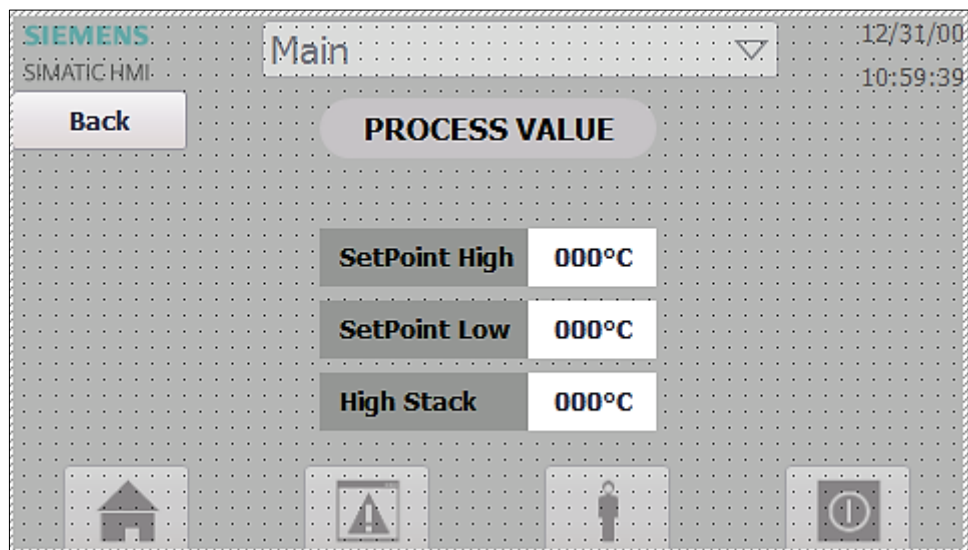 SIEMENS
SIMATIC HMI
Main
12/31/00
10:59:39
Back
PROCESS VALUE
SetPoint High 000°C
SetPoint Low 000°C
High Stack 000°C